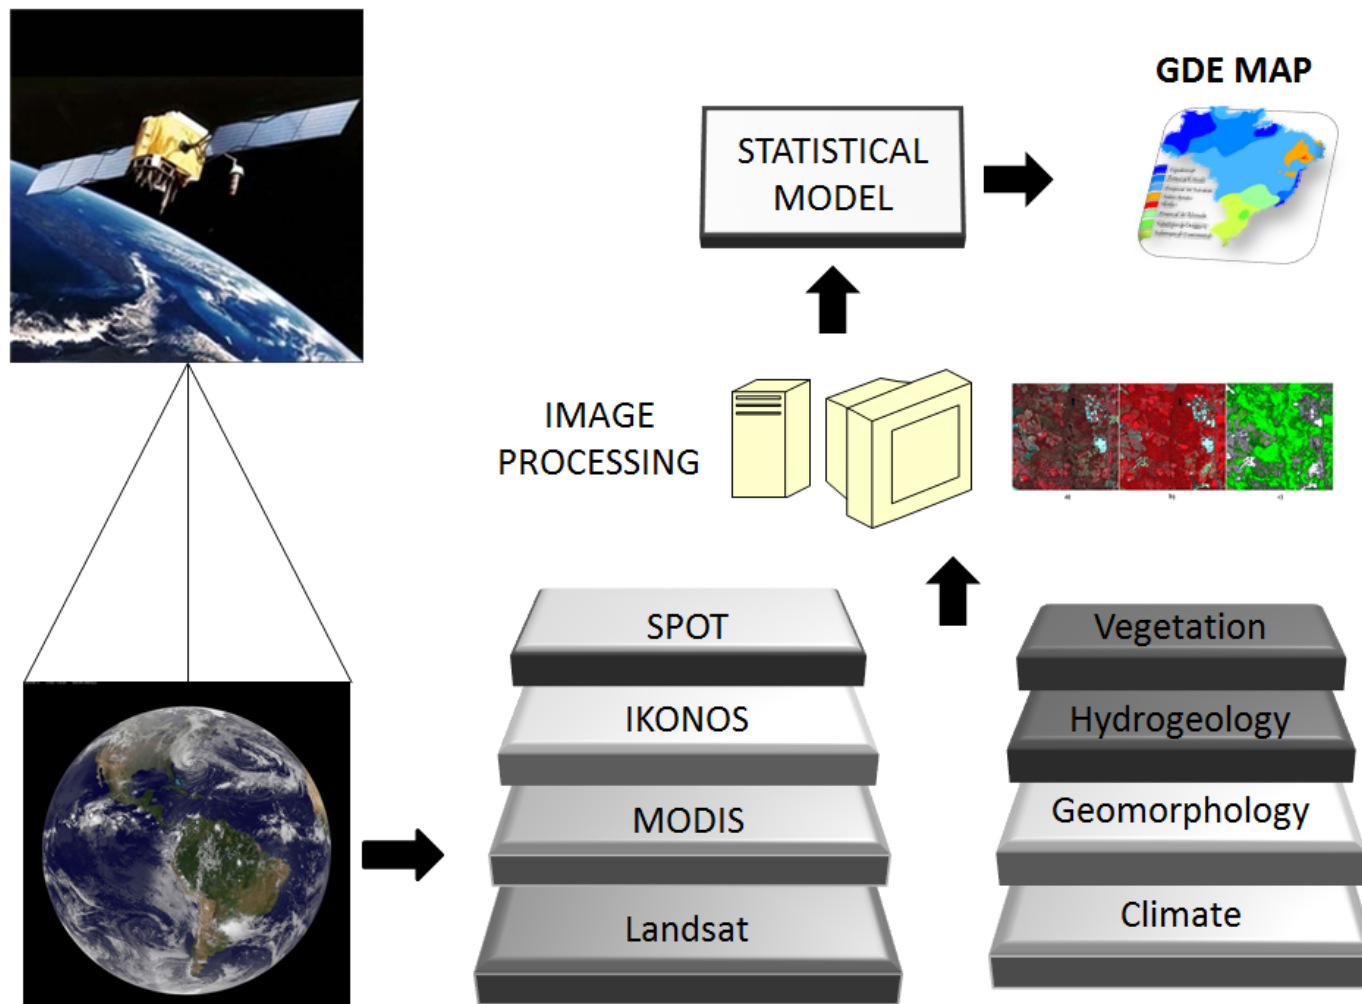 GDE MAP
STATISTICAL
MODEL
IMAGE
PROCESSING
a)
b)
c)
SPOT
IKONOS
MODIS
Landsat
Vegetation
Hydrogeology
Geomorphology
Climate